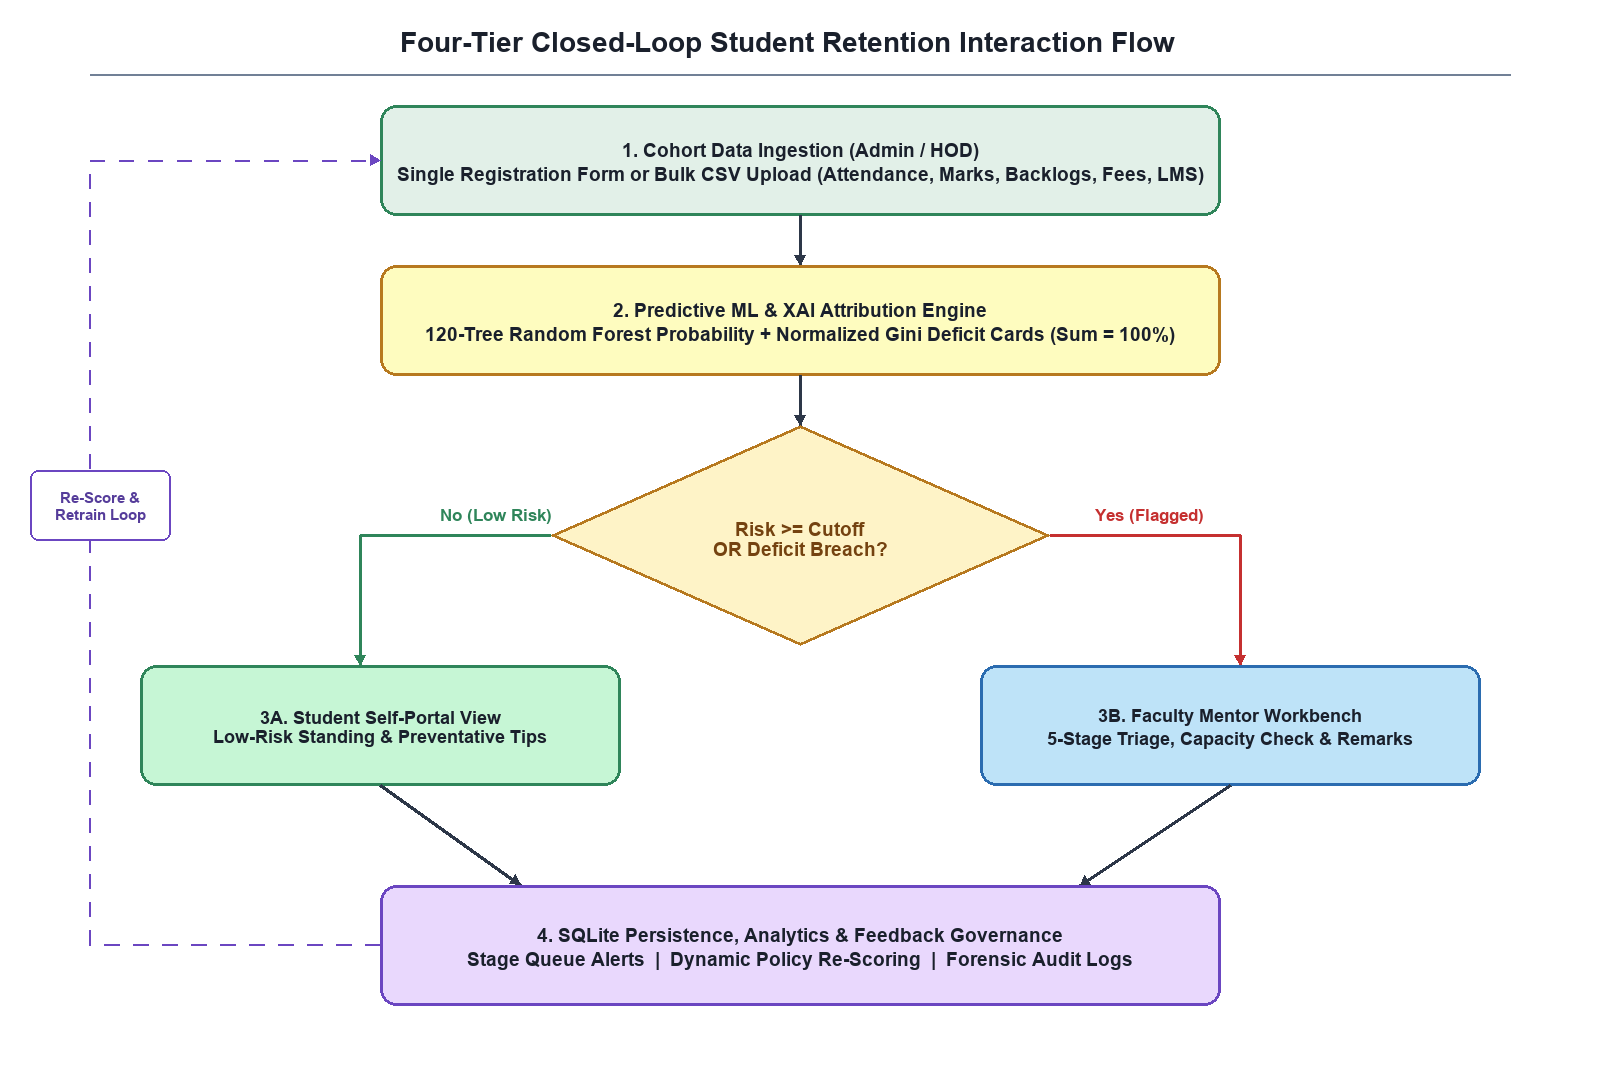 Four-Tier Closed-Loop Student Retention Interaction Flow
1. Cohort Data Ingestion (Admin / HOD)
Single Registration Form or Bulk CSV Upload (Attendance, Marks, Backlogs, Fees, LMS)
2. Predictive ML & XAI Attribution Engine
120-Tree Random Forest Probability + Normalized Gini Deficit Cards (Sum = 100%)
Re-Score &
Retrain Loop
No (Low Risk)
Risk >= Cutoff
OR Deficit Breach?
Yes (Flagged)
3A. Student Self-Portal View
Low-Risk Standing & Preventative Tips
3B. Faculty Mentor Workbench
5-Stage Triage, Capacity Check & Remarks
4. SQLite Persistence, Analytics & Feedback Governance
Stage Queue Alerts | Dynamic Policy Re-Scoring | Forensic Audit Logs